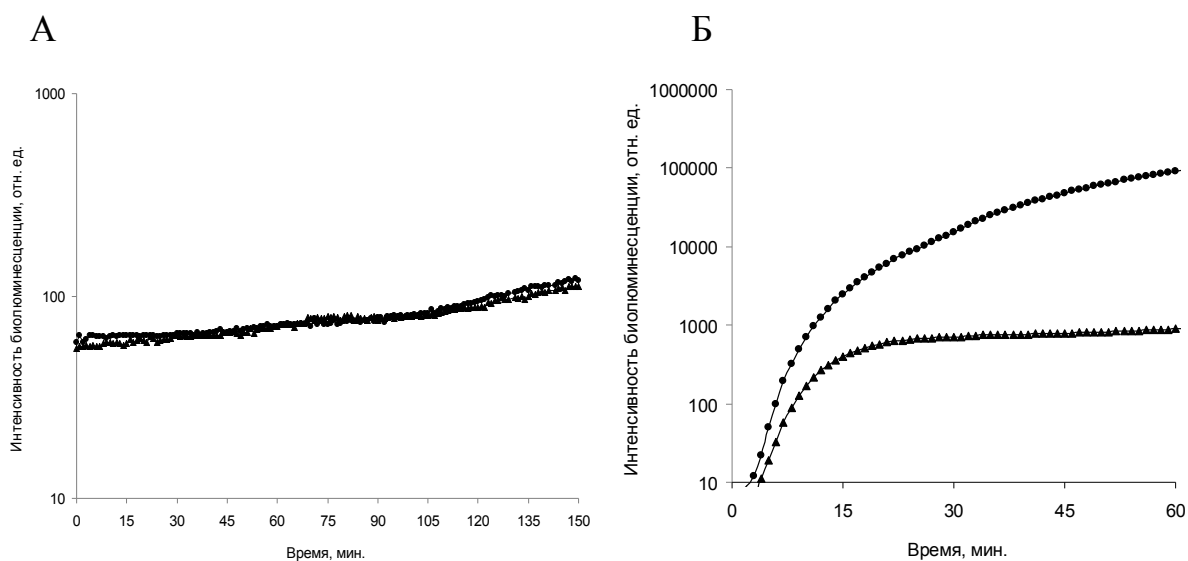 А
Б
Интенсивность биолюминесценции, отн. ед.
1000
100
10
0 15 30 45 60 75 90 105 120 135 150
Время, мин.
Интенсивность биолюминесценции, отн. ед.
1000000
100000
10000
1000
100
10
0 15 30 45 60
Время, мин.